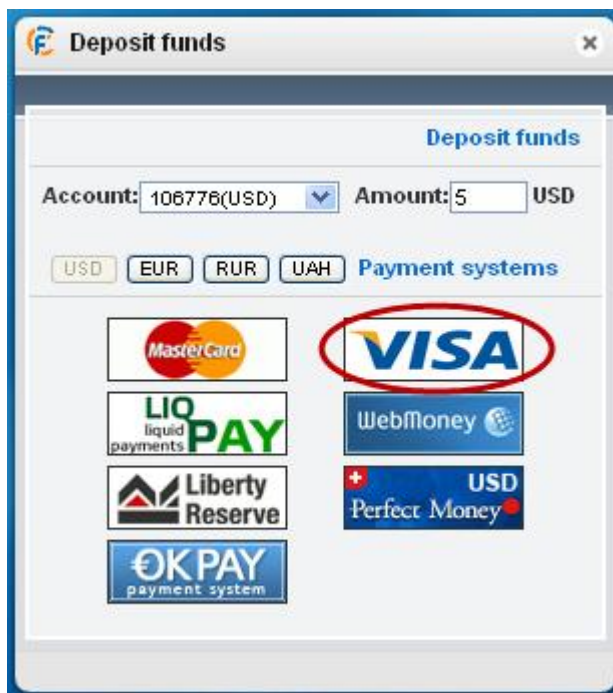 Deposit funds
Deposit funds
Account: 106776(USD) Amount: 5 USD
USD EUR RUR UAH Payment systems
MasterCard
VISA
LIQ PAY
liquid
payments
WebMoney
Liberty
Reserve
USD
Perfect Money
€OKPAY
payment system